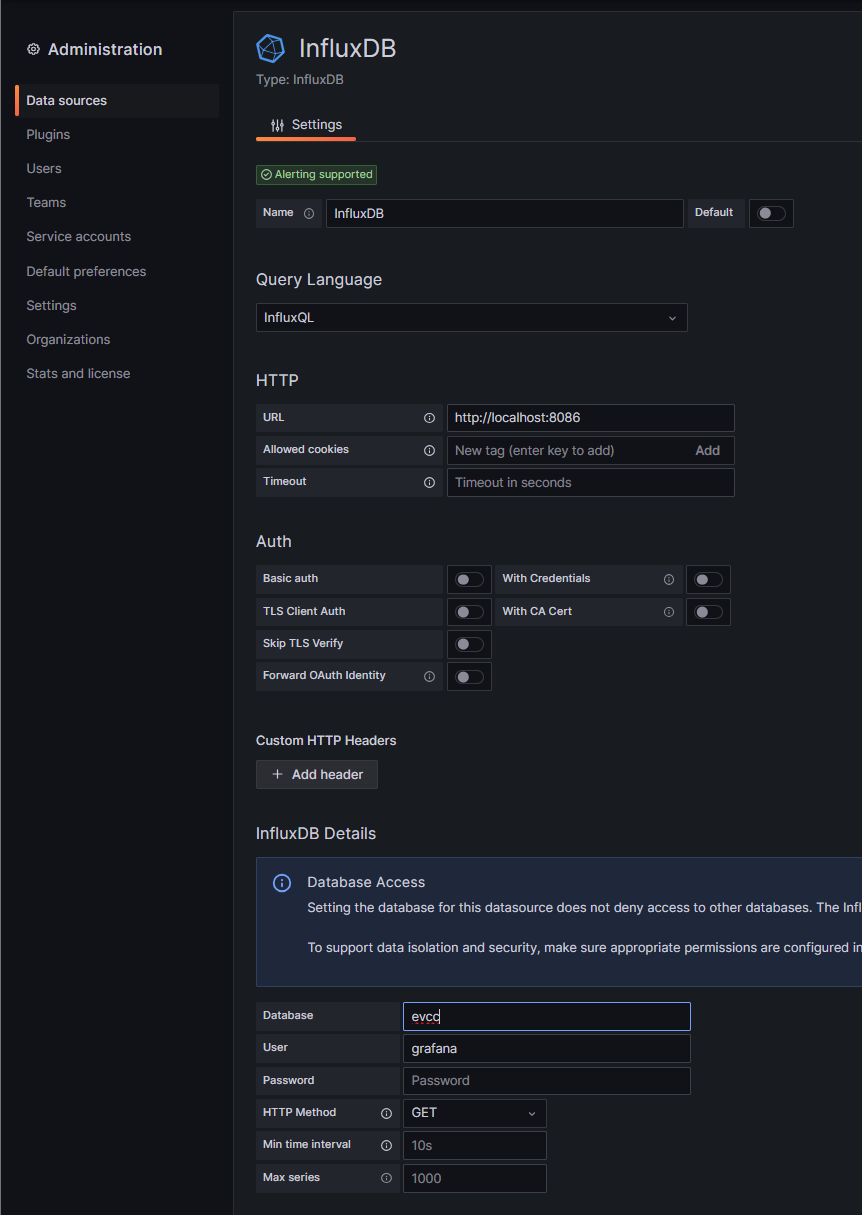 Administration
Data sources
Plugins
Users
Teams
Service accounts
Default preferences
Settings
Organizations
Stats and license
InfluxDB
Type: InfluxDB
Settings
Alerting supported
Name InfluxDB Default
Query Language
InfluxQL
HTTP
URL http://localhost:8086
Allowed cookies New tag (enter key to add) Add
Timeout Timeout in seconds
Auth
Basic auth With Credentials
TLS Client Auth With CA Cert
Skip TLS Verify
Forward OAuth Identity
Custom HTTP Headers
+ Add header
InfluxDB Details
Database Access
Setting the database for this datasource does not deny access to other databases. The Infl
To support data isolation and security, make sure appropriate permissions are configured in
Database evcc
User grafana
Password Password
HTTP Method GET
Min time interval 10s
Max series 1000